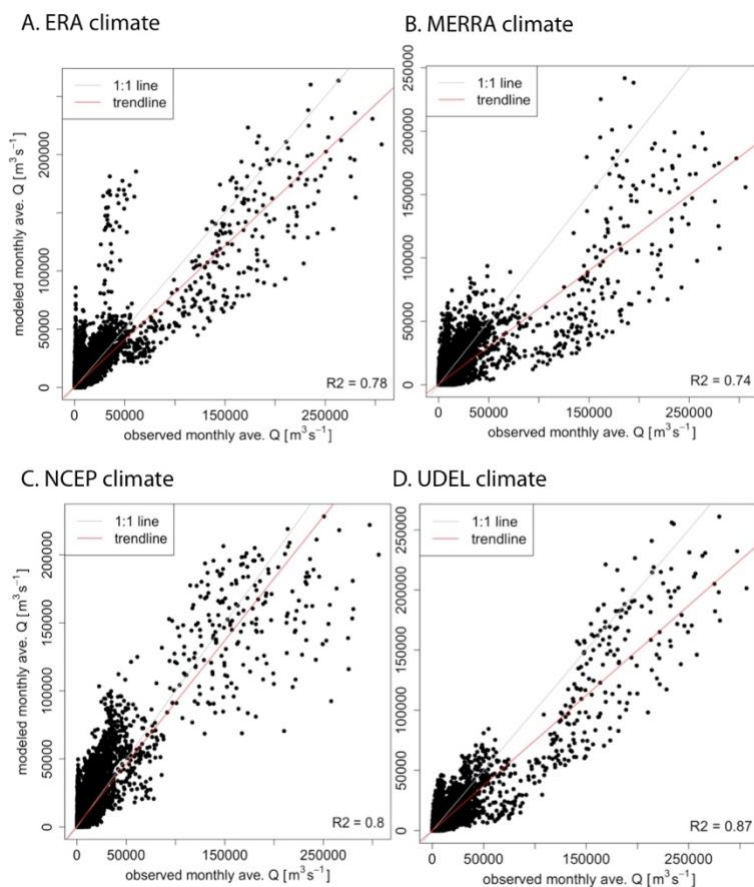 A. ERA climate
1:1 line
trendline
200000
150000
100000
50000
0
modeled monthly ave. Q [m³s⁻¹]
R2 = 0.78
0
50000
150000
250000
observed monthly ave. Q [m³s⁻¹]
B. MERRA climate
1:1 line
trendline
250000
200000
150000
100000
50000
0
R2 = 0.74
0
50000
150000
250000
observed monthly ave. Q [m³s⁻¹]
C. NCEP climate
1:1 line
trendline
200000
150000
100000
50000
0
modeled monthly ave. Q [m³s⁻¹]
R2 = 0.8
0
50000
150000
250000
observed monthly ave. Q [m³s⁻¹]
D. UDEL climate
1:1 line
trendline
250000
200000
150000
100000
50000
0
R2 = 0.87
0
50000
150000
250000
observed monthly ave. Q [m³s⁻¹]